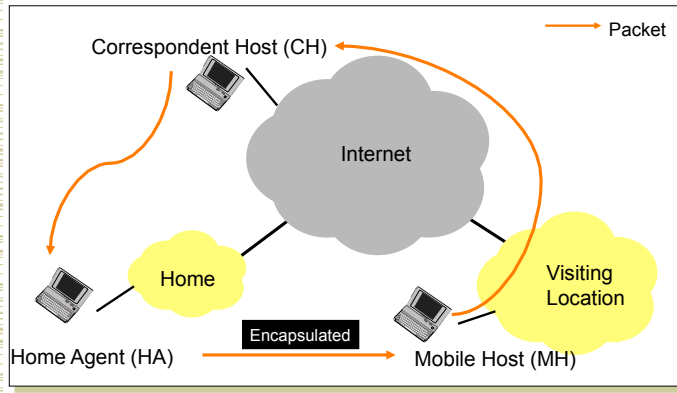 Packet
Correspondent Host (CH)
Internet
Home
Visiting
Location
Encapsulated
Home Agent (HA)
Mobile Host (MH)